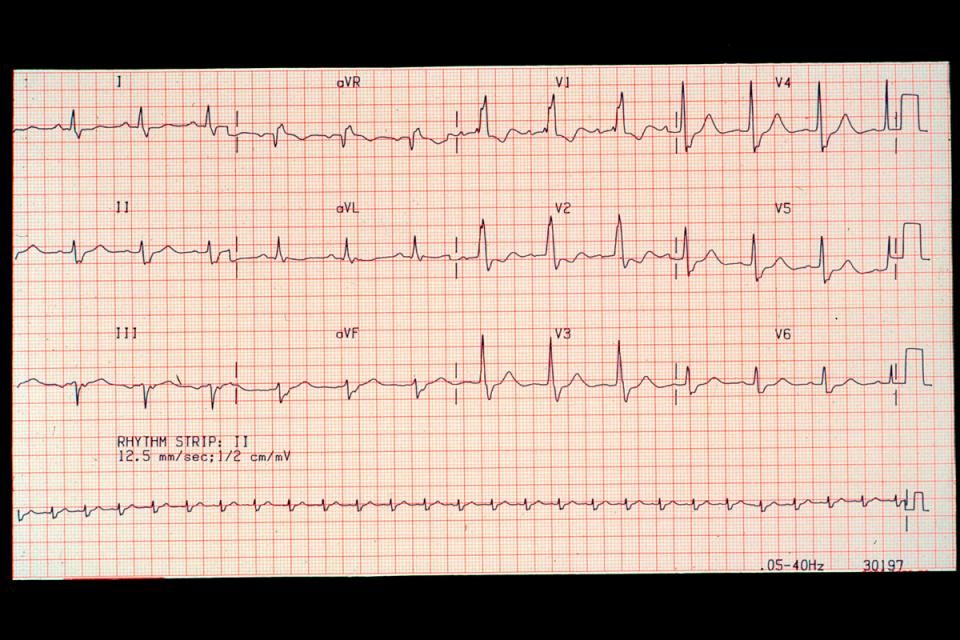 I aVR V1 V4
II aVL V2 V5
III aVF V3 V6
RHYTHM STRIP: II
12.5 mm/sec;1/2 cm/mV
.05-40Hz 30197